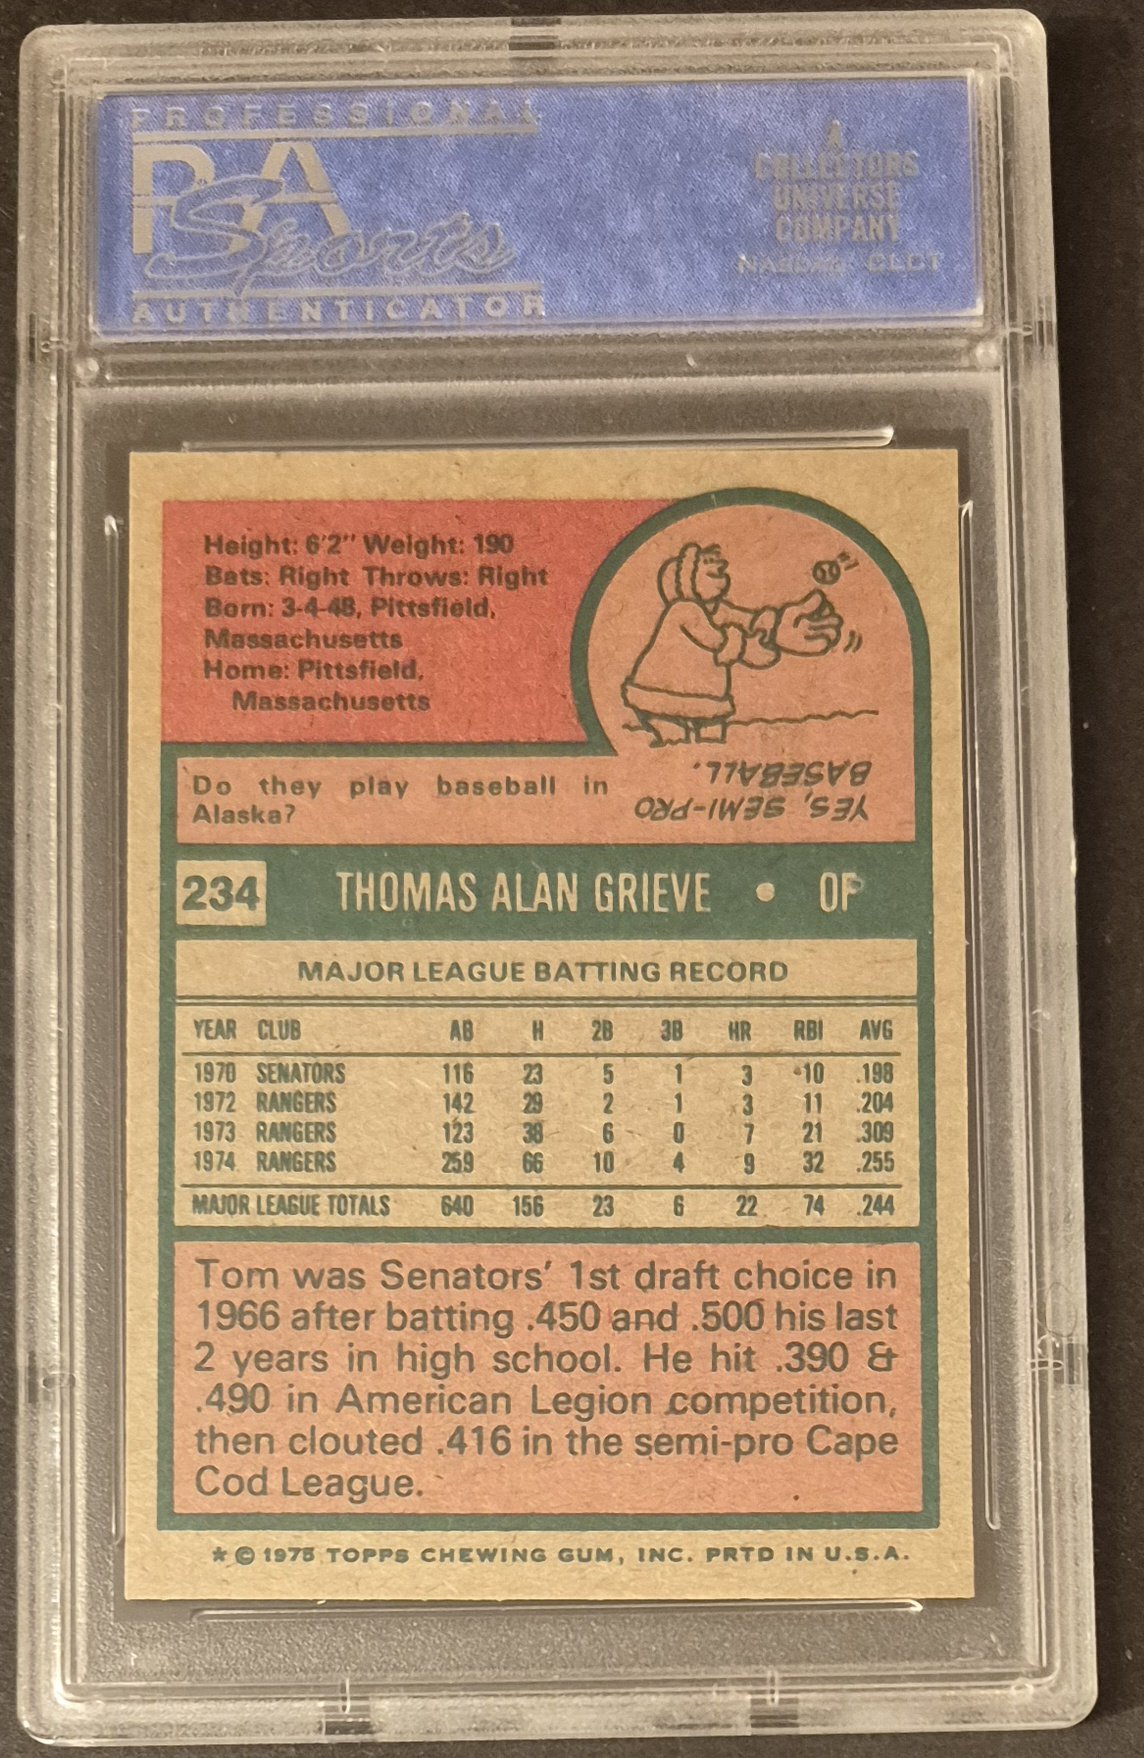 PROFESSIONAL
PSA
Sports
AUTHENTICATOR
A
COLLECTORS
UNIVERSE
COMPANY
NASDAQ: CLCT
Height: 6'2" Weight: 190
Bats: Right Throws: Right
Born: 3-4-48, Pittsfield,
Massachusetts
Home: Pittsfield,
Massachusetts
Do they play baseball in
Alaska?
YES, SEMI-PRO
BASEBALL.
234 THOMAS ALAN GRIEVE • OF
MAJOR LEAGUE BATTING RECORD
YEAR CLUB AB H 2B 3B HR RBI AVG
1970 SENATORS 116 23 5 1 3 10 .198
1972 RANGERS 142 29 2 1 3 11 .204
1973 RANGERS 123 38 6 0 7 21 .309
1974 RANGERS 259 66 10 4 9 32 .255
MAJOR LEAGUE TOTALS 640 156 23 6 22 74 .244
Tom was Senators' 1st draft choice in
1966 after batting .450 and .500 his last
2 years in high school. He hit .390 &
.490 in American Legion competition,
then clouted .416 in the semi-pro Cape
Cod League.
* © 1975 TOPPS CHEWING GUM, INC. PRTD IN U.S.A.